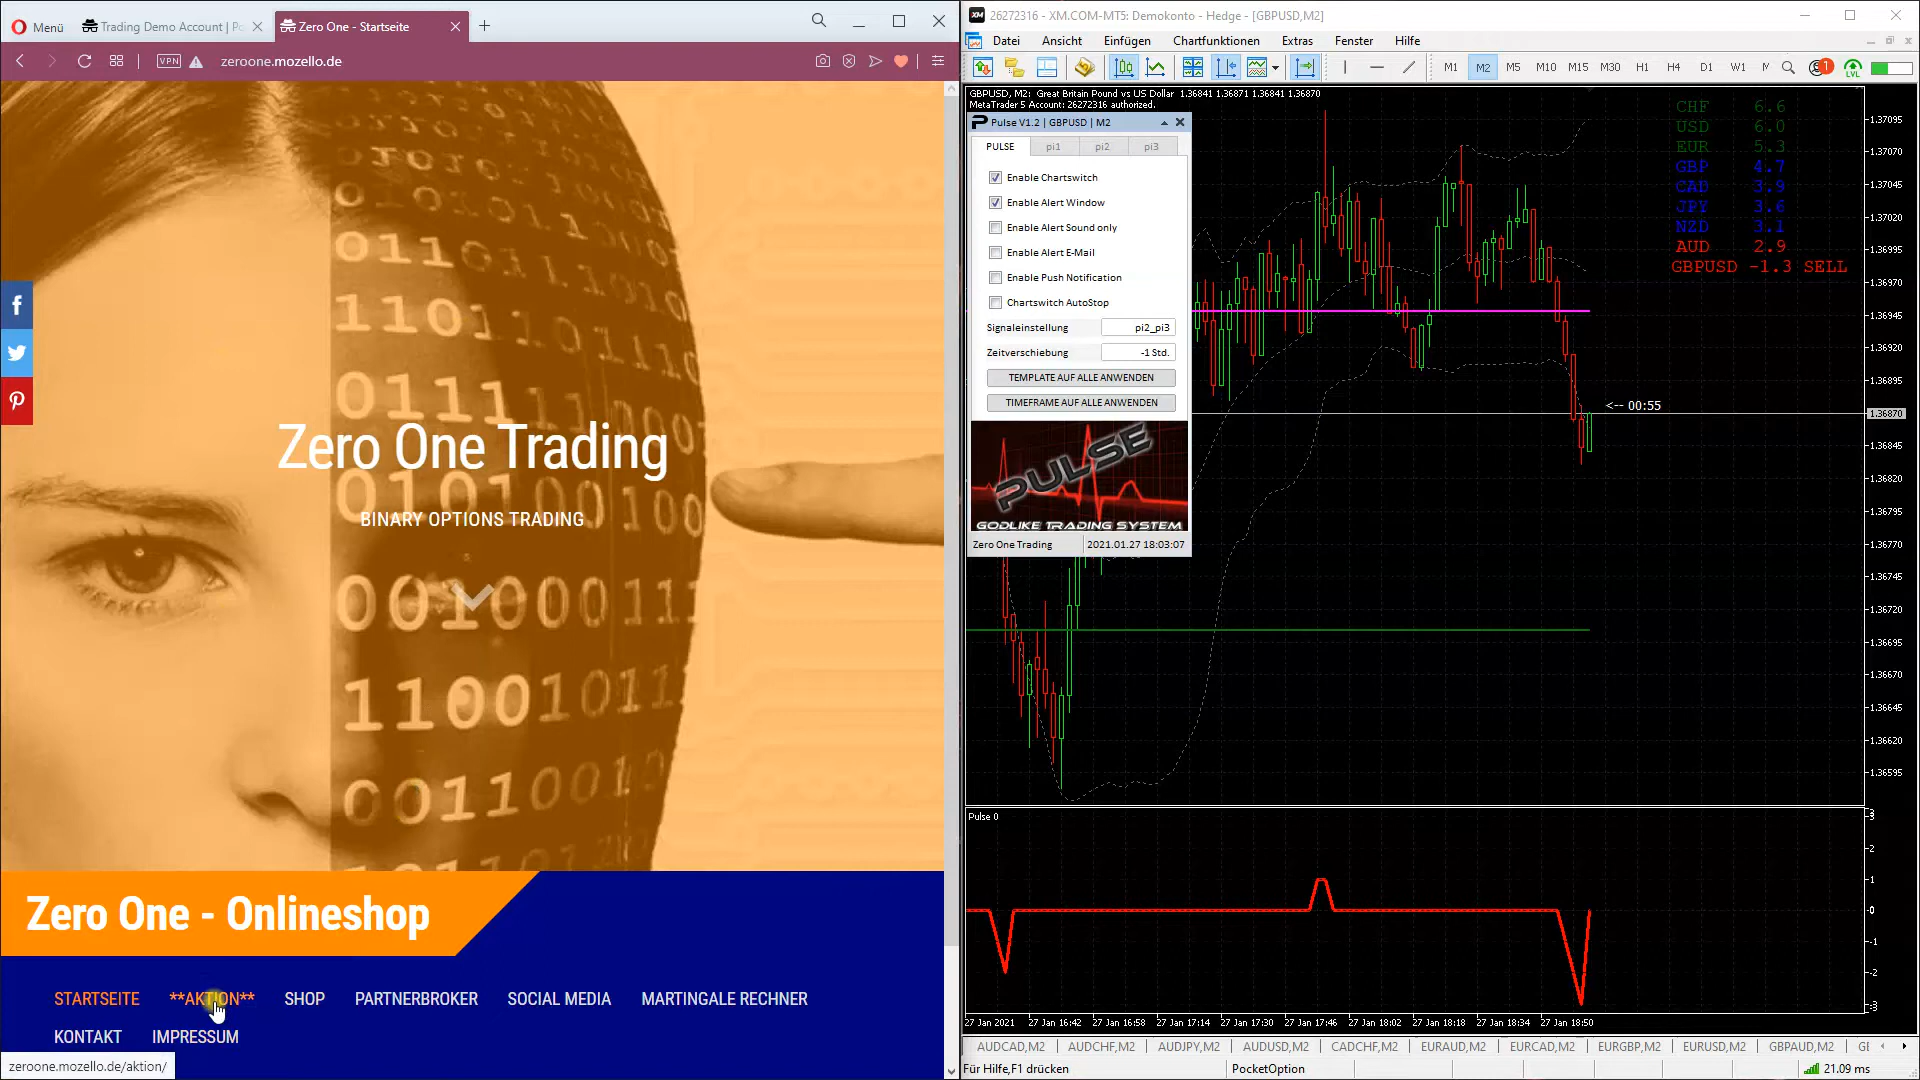 Menü
Trading Demo Account | Po
Zero One - Startseite
VPN
zeroone.mozello.de
Zero One Trading
BINARY OPTIONS TRADING
Zero One - Onlineshop
STARTSEITE
**AKTION**
SHOP
PARTNERBROKER
SOCIAL MEDIA
MARTINGALE RECHNER
KONTAKT
IMPRESSUM
zeroone.mozello.de/aktion/
26272316 - XM.COM-MT5: Demokonto - Hedge - [GBPUSD,M2]
Datei
Ansicht
Einfügen
Chartfunktionen
Extras
Fenster
Hilfe
M1
M2
M5
M10
M15
M30
H1
H4
D1
W1
1
LVL
GBPUSD, M2: Great Britain Pound vs US Dollar 1.36841 1.36871 1.36841 1.36870
MetaTrader 5 Account: 26272316 authorized.
Pulse V1.2 | GBPUSD | M2
PULSE
pi1
pi2
pi3
Enable Chartswitch
Enable Alert Window
Enable Alert Sound only
Enable Alert E-Mail
Enable Push Notification
Chartswitch AutoStop
Signaleinstellung
pi2_pi3
Zeitverschiebung
-1 Std.
TEMPLATE AUF ALLE ANWENDEN
TIMEFRAME AUF ALLE ANWENDEN
PULSE
GODLIKE TRADING SYSTEM
Zero One Trading
2021.01.27 18:03:07
CHF 6.6
USD 6.0
EUR 5.3
GBP 4.7
CAD 3.9
JPY 3.6
NZD 3.1
AUD 2.9
GBPUSD -1.3 SELL
<-- 00:55
1.37095
1.37070
1.37045
1.37020
1.36995
1.36970
1.36945
1.36920
1.36895
1.36870
1.36845
1.36820
1.36795
1.36770
1.36745
1.36720
1.36695
1.36670
1.36645
1.36620
1.36595
Pulse 0
3
2
1
0
-1
-2
-3
27 Jan 2021
27 Jan 16:42
27 Jan 16:58
27 Jan 17:14
27 Jan 17:30
27 Jan 17:46
27 Jan 18:02
27 Jan 18:18
27 Jan 18:34
27 Jan 18:50
AUDCAD,M2
AUDCHF,M2
AUDJPY,M2
AUDUSD,M2
CADCHF,M2
EURAUD,M2
EURCAD,M2
EURGBP,M2
EURUSD,M2
GBPAUD,M2
Für Hilfe,F1 drücken
PocketOption
21.09 ms